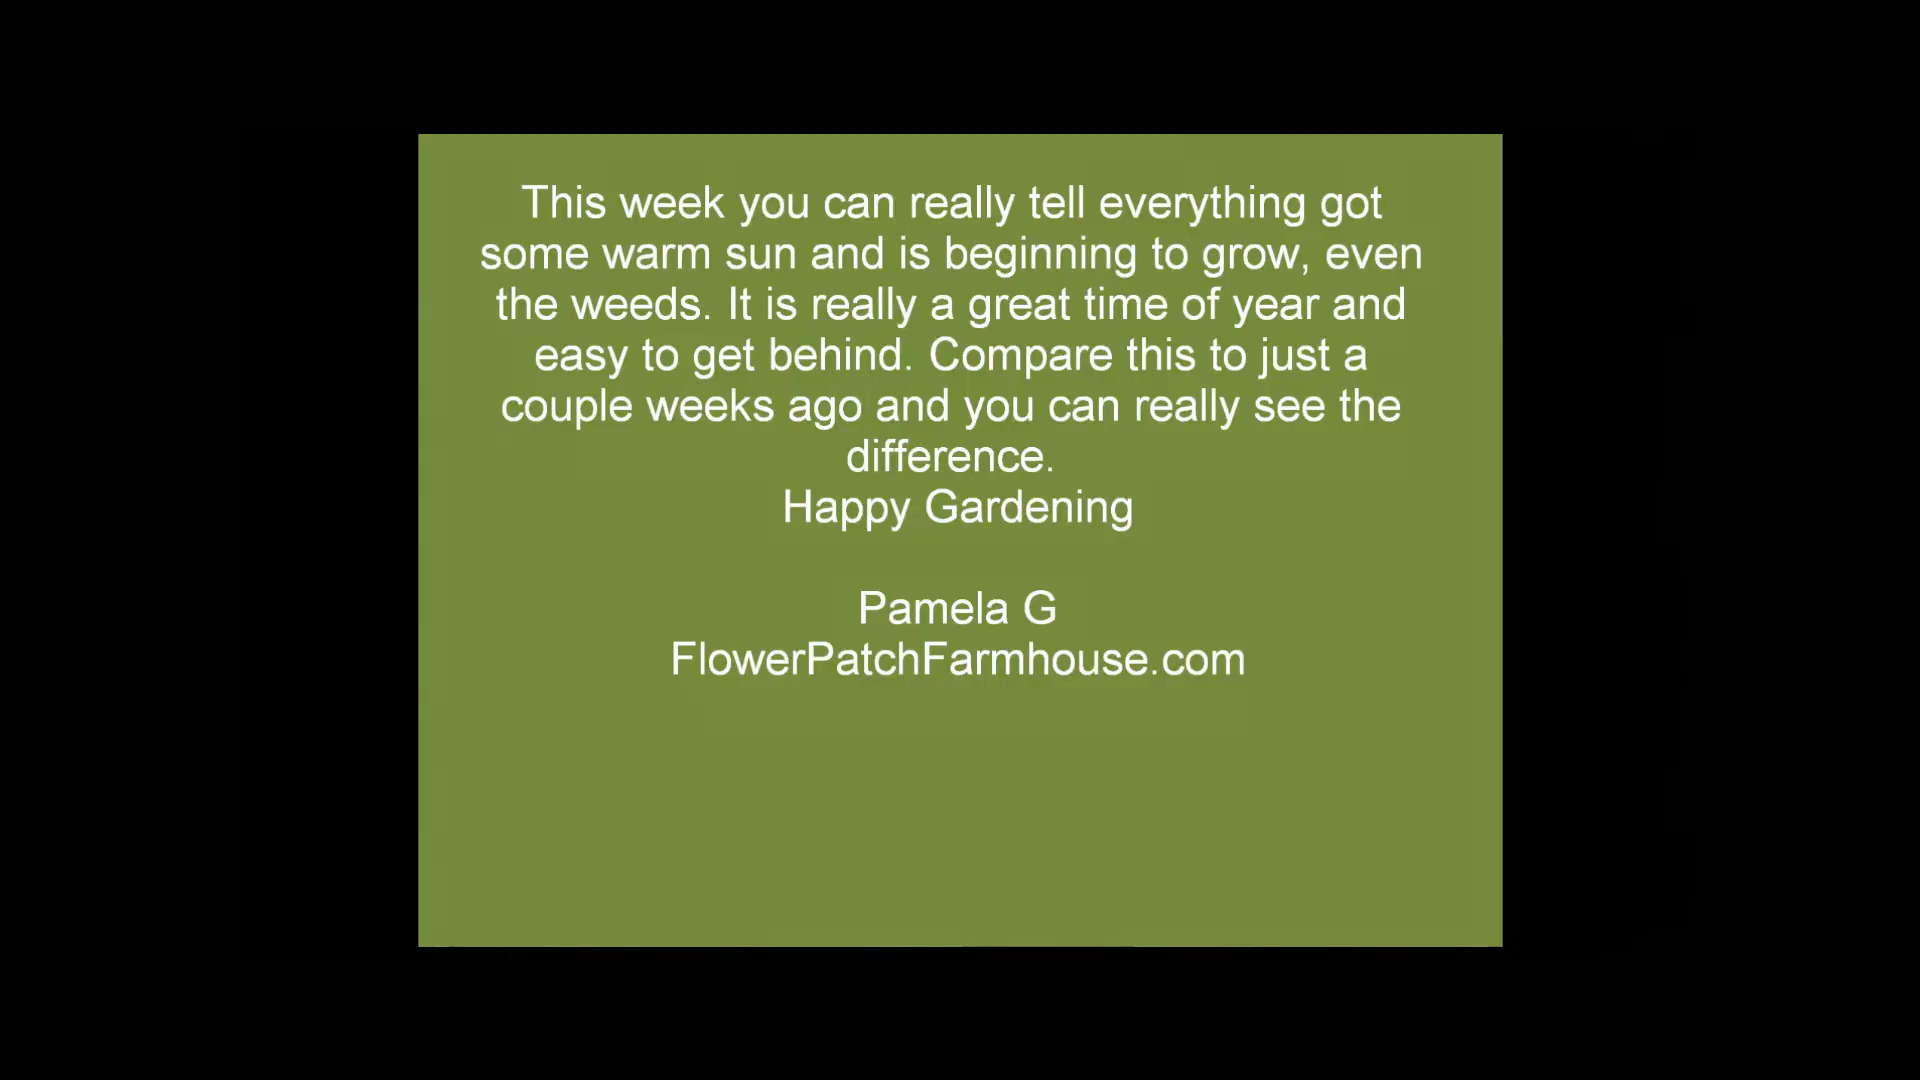 This week you can really tell everything got
some warm sun and is beginning to grow, even
the weeds. It is really a great time of year and
easy to get behind. Compare this to just a
couple weeks ago and you can really see the
difference.
Happy Gardening
Pamela G
FlowerPatchFarmhouse.com